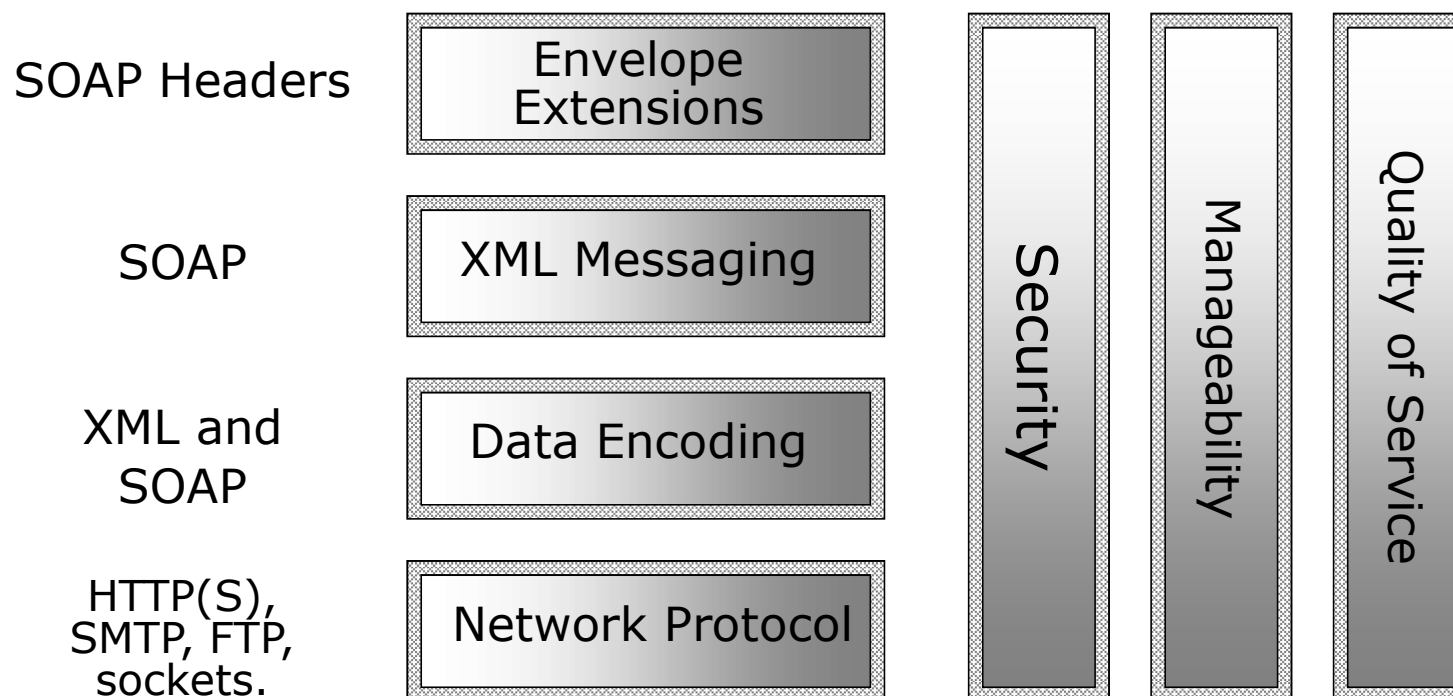 SOAP Headers
Envelope
Extensions
SOAP
XML Messaging
XML and
SOAP
Data Encoding
HTTP(S),
SMTP, FTP,
sockets.
Network Protocol
Security
Manageability
Quality of Service